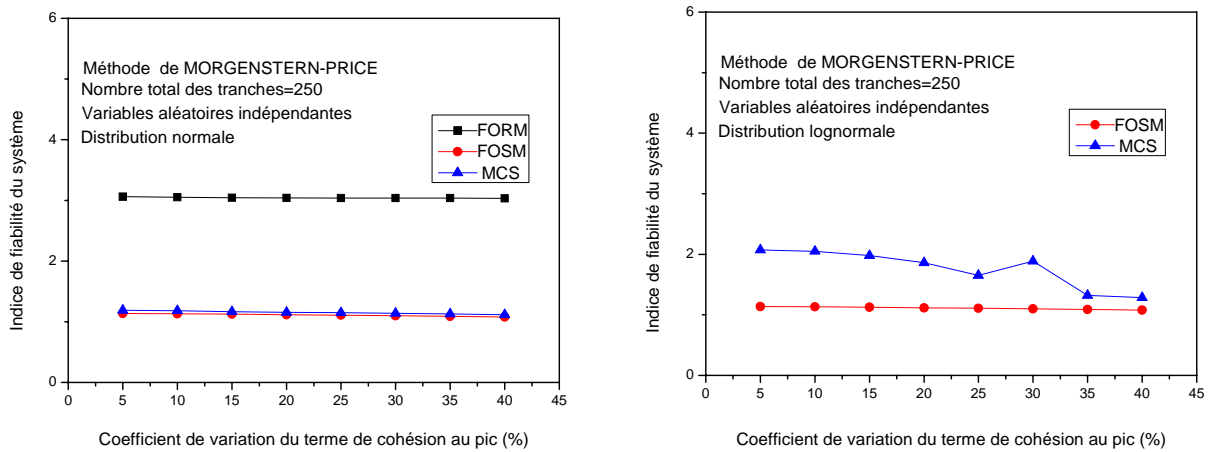 6
4
2
0
Indice de fiabilité du système
Méthode de MORGENSTERN-PRICE
Nombre total des tranches=250
Variables aléatoires indépendantes
Distribution normale
FORM
FOSM
MCS
0 5 10 15 20 25 30 35 40 45
Coefficient de variation du terme de cohésion au pic (%)
6
4
2
0
Indice de fiabilité du système
Méthode de MORGENSTERN-PRICE
Nombre total des tranches=250
Variables aléatoires indépendantes
Distribution lognormale
FOSM
MCS
0 5 10 15 20 25 30 35 40 45
Coefficient de variation du terme de cohésion au pic (%)